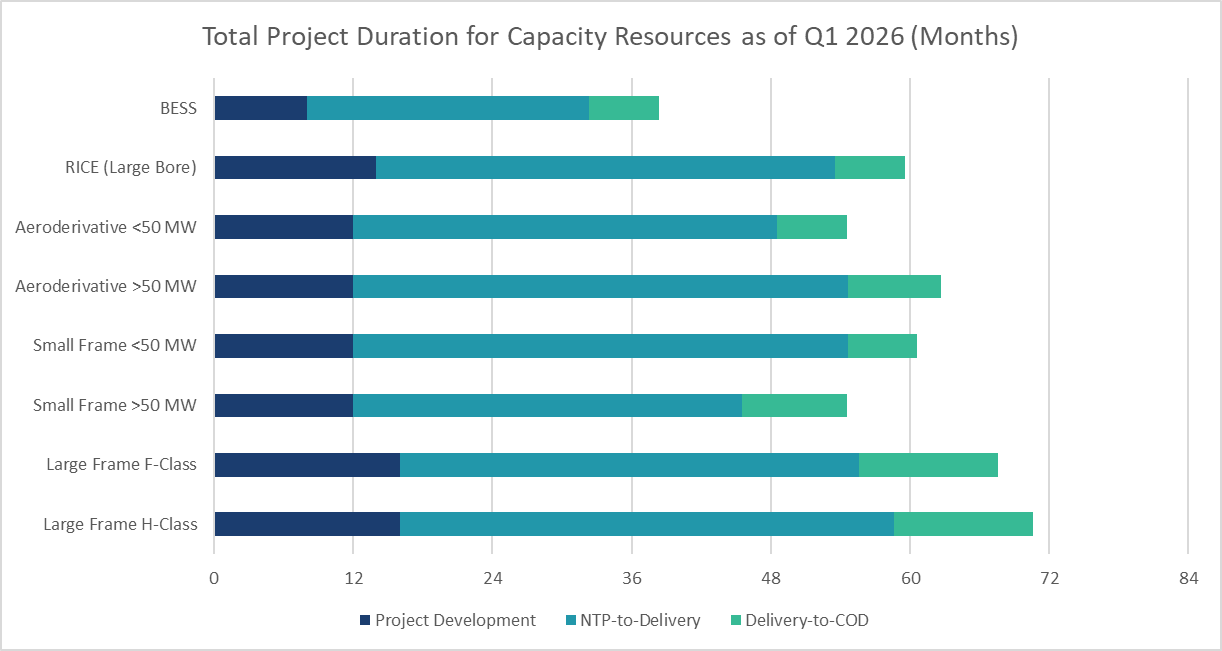 Total Project Duration for Capacity Resources as of Q1 2026 (Months)
BESS
RICE (Large Bore)
Aeroderivative <50 MW
Aeroderivative >50 MW
Small Frame <50 MW
Small Frame >50 MW
Large Frame F-Class
Large Frame H-Class
0 12 24 36 48 60 72 84
Project Development NTP-to-Delivery Delivery-to-COD